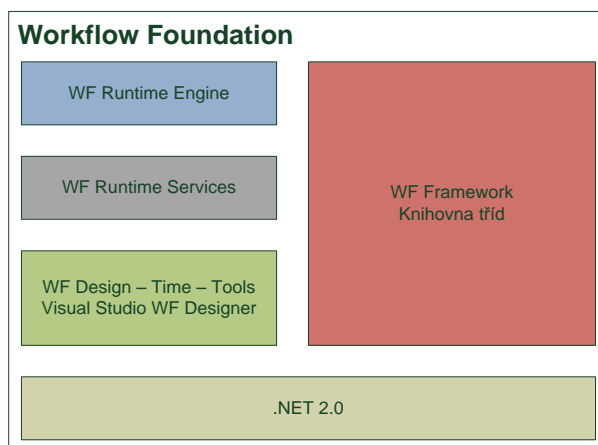 Workflow Foundation
WF Runtime Engine
WF Runtime Services
WF Design – Time – Tools
Visual Studio WF Designer
WF Framework
Knihovna tříd
.NET 2.0